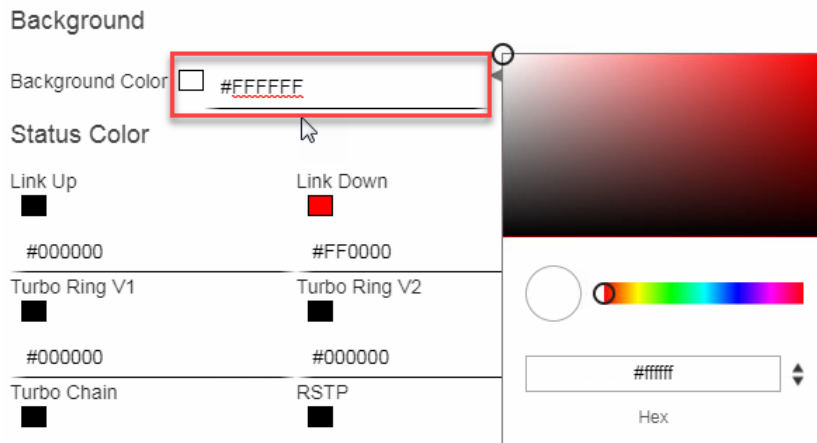 Background
Background Color #FFFFFF
Status Color
Link Up Link Down
#000000 #FF0000
Turbo Ring V1 Turbo Ring V2
#000000 #000000
#ffffff
Turbo Chain RSTP
Hex